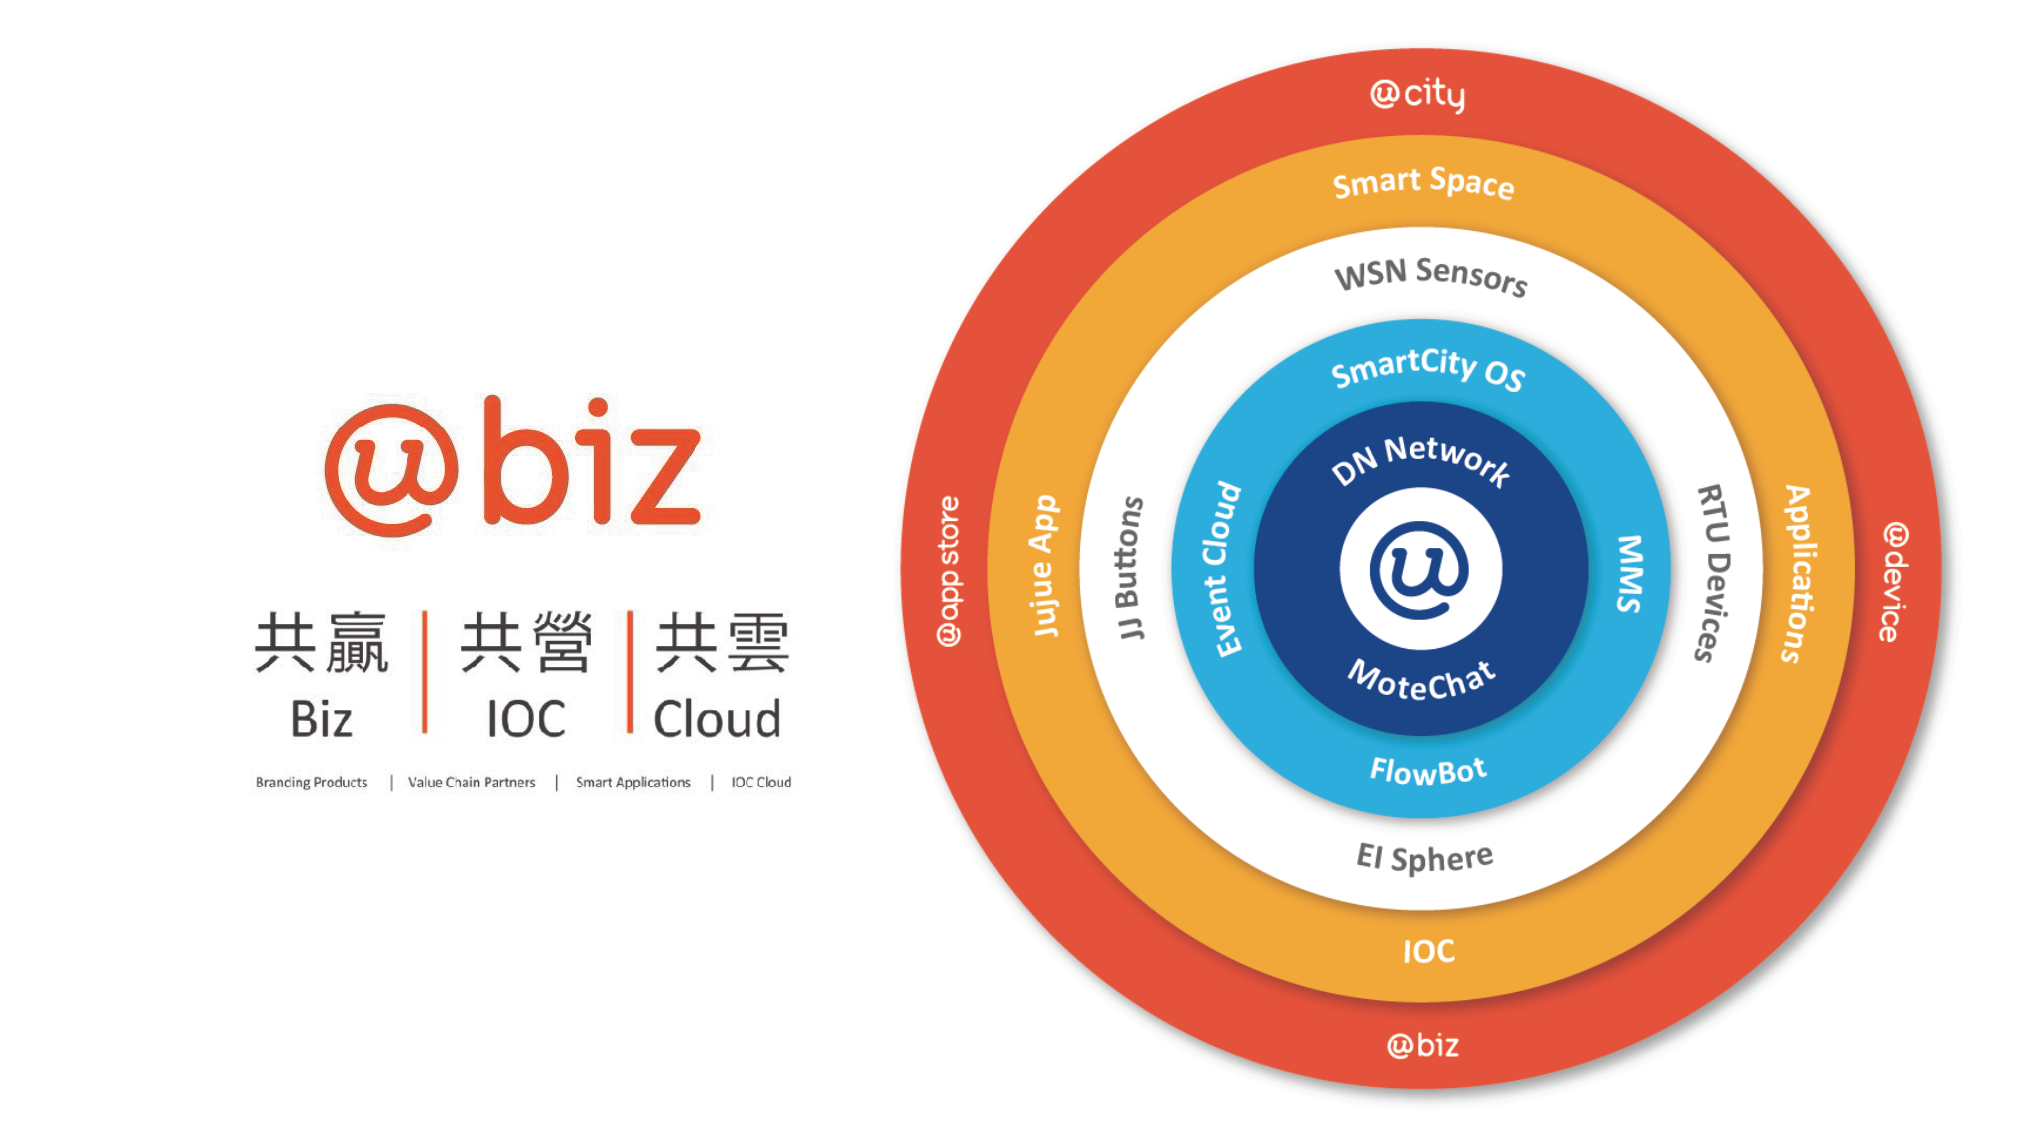 @biz
共贏 | 共營 | 共雲
Biz | IOC | Cloud
Branding Products | Value Chain Partners | Smart Applications | IOC Cloud
@city
Smart Space
WSN Sensors
SmartCity OS
DN Network
@app store
Jujue App
JJ Buttons
Event Cloud
@
MMS
RTU Devices
Applications
@device
MoteChat
FlowBot
EI Sphere
IOC
@biz